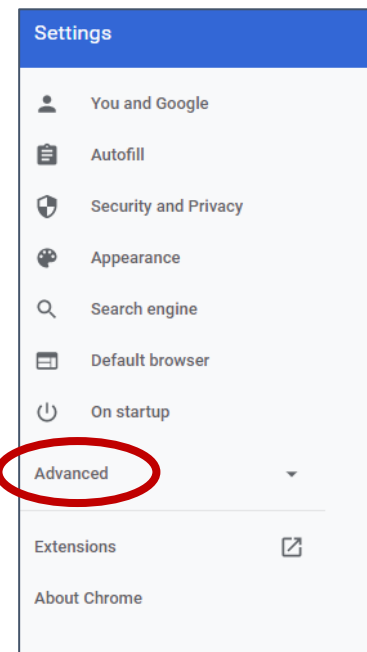 Settings
You and Google
Autofill
Security and Privacy
Appearance
Search engine
Default browser
On startup
Advanced
Extensions
About Chrome